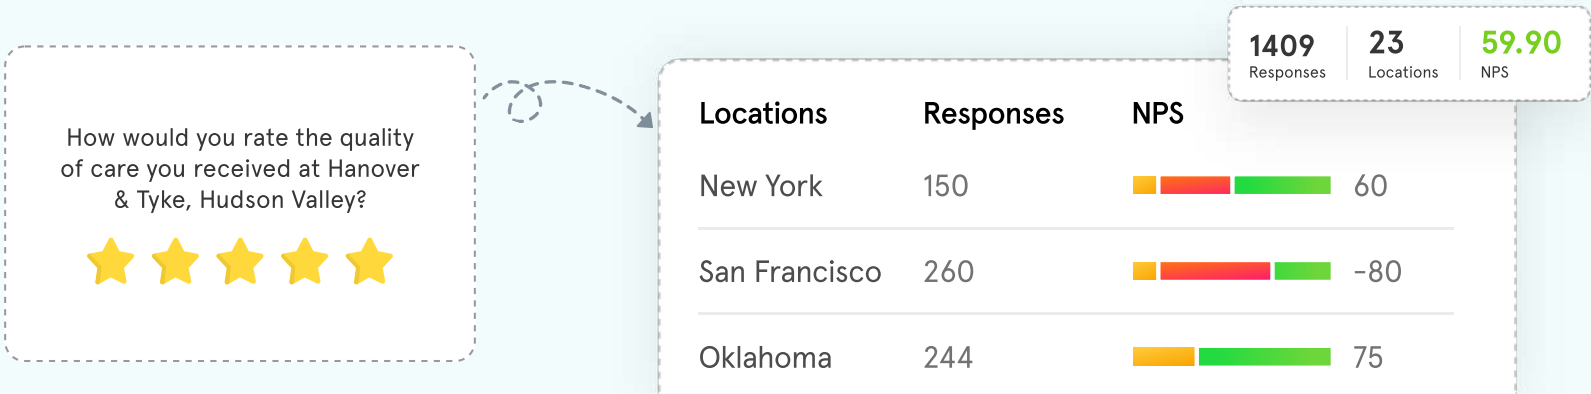 How would you rate the quality
of care you received at Hanover
& Tyke, Hudson Valley?
1409 23 59.90
Responses Locations NPS
Locations Responses NPS
New York 150 60
San Francisco 260 -80
Oklahoma 244 75